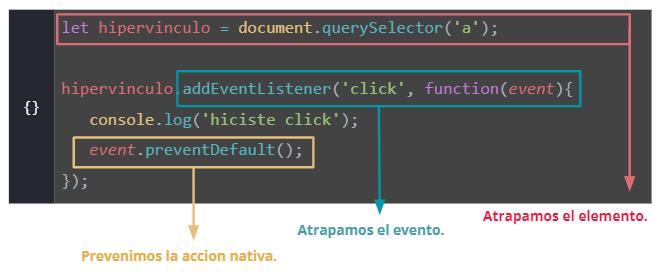 let hipervinculo = document.querySelector('a');
hipervinculo.addEventListener('click', function(event){
{}
console.log('hiciste click');
event.preventDefault();
});
Atrapamos el elemento.
Atrapamos el evento.
Prevenimos la accion nativa.